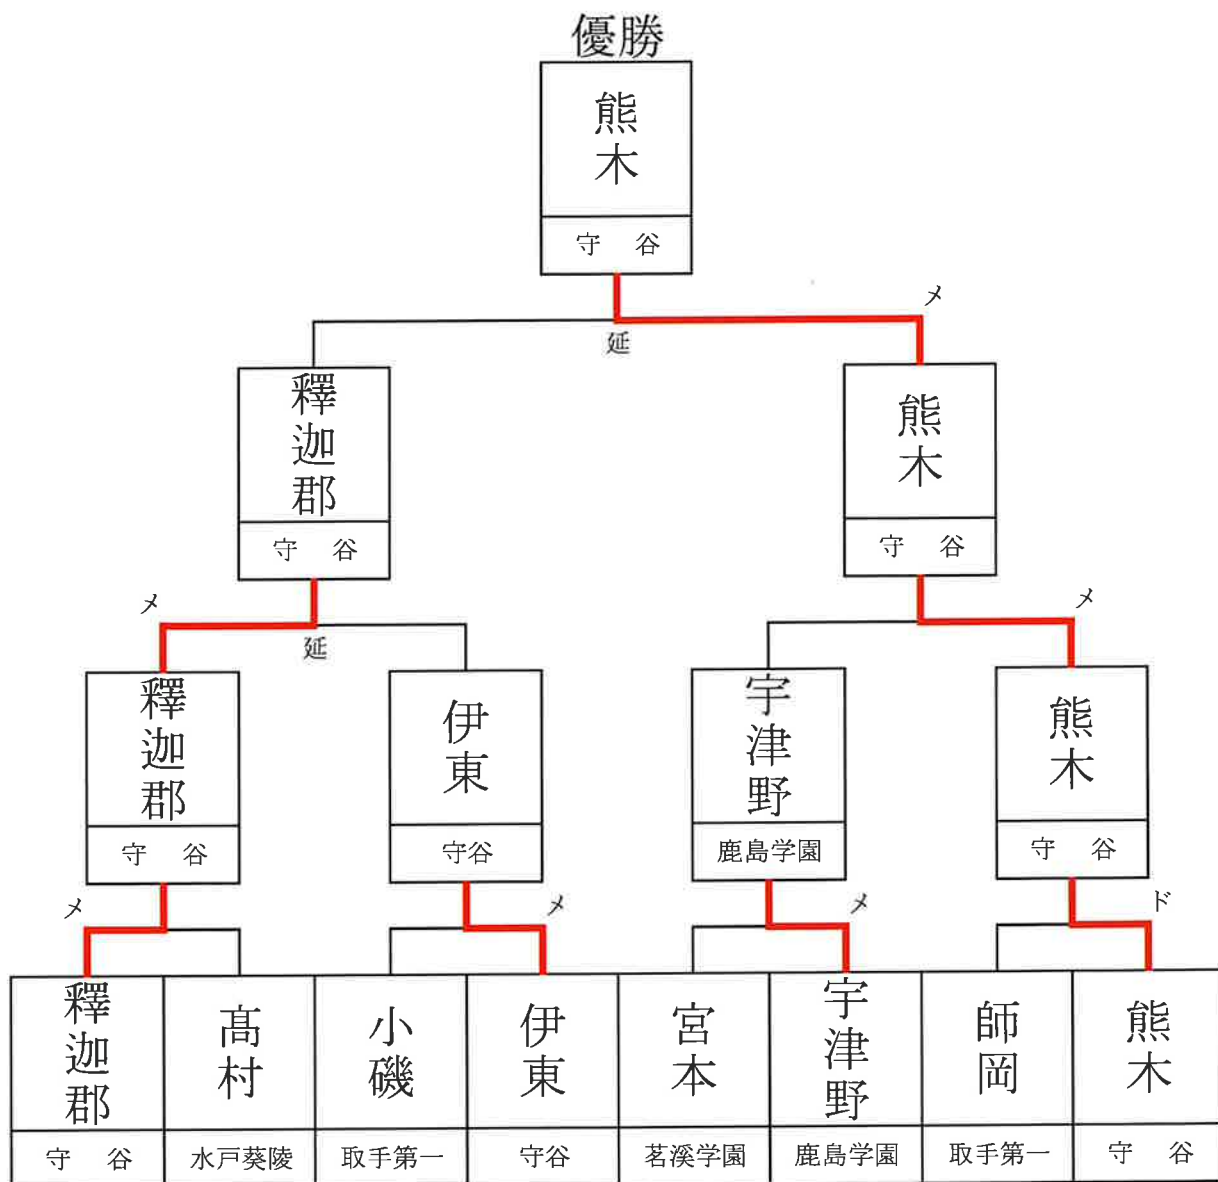 優勝
熊木
守 谷
メ
延
釋迦郡
熊木
守 谷
守 谷
メ
メ
延
釋迦郡
伊東
宇津野
熊木
守 谷
守谷
鹿島学園
守 谷
メ
メ
メ
ド
釋迦郡
髙村
小磯
伊東
宮本
宇津野
師岡
熊木
守 谷
水戸葵陵
取手第一
守谷
茗溪学園
鹿島学園
取手第一
守 谷